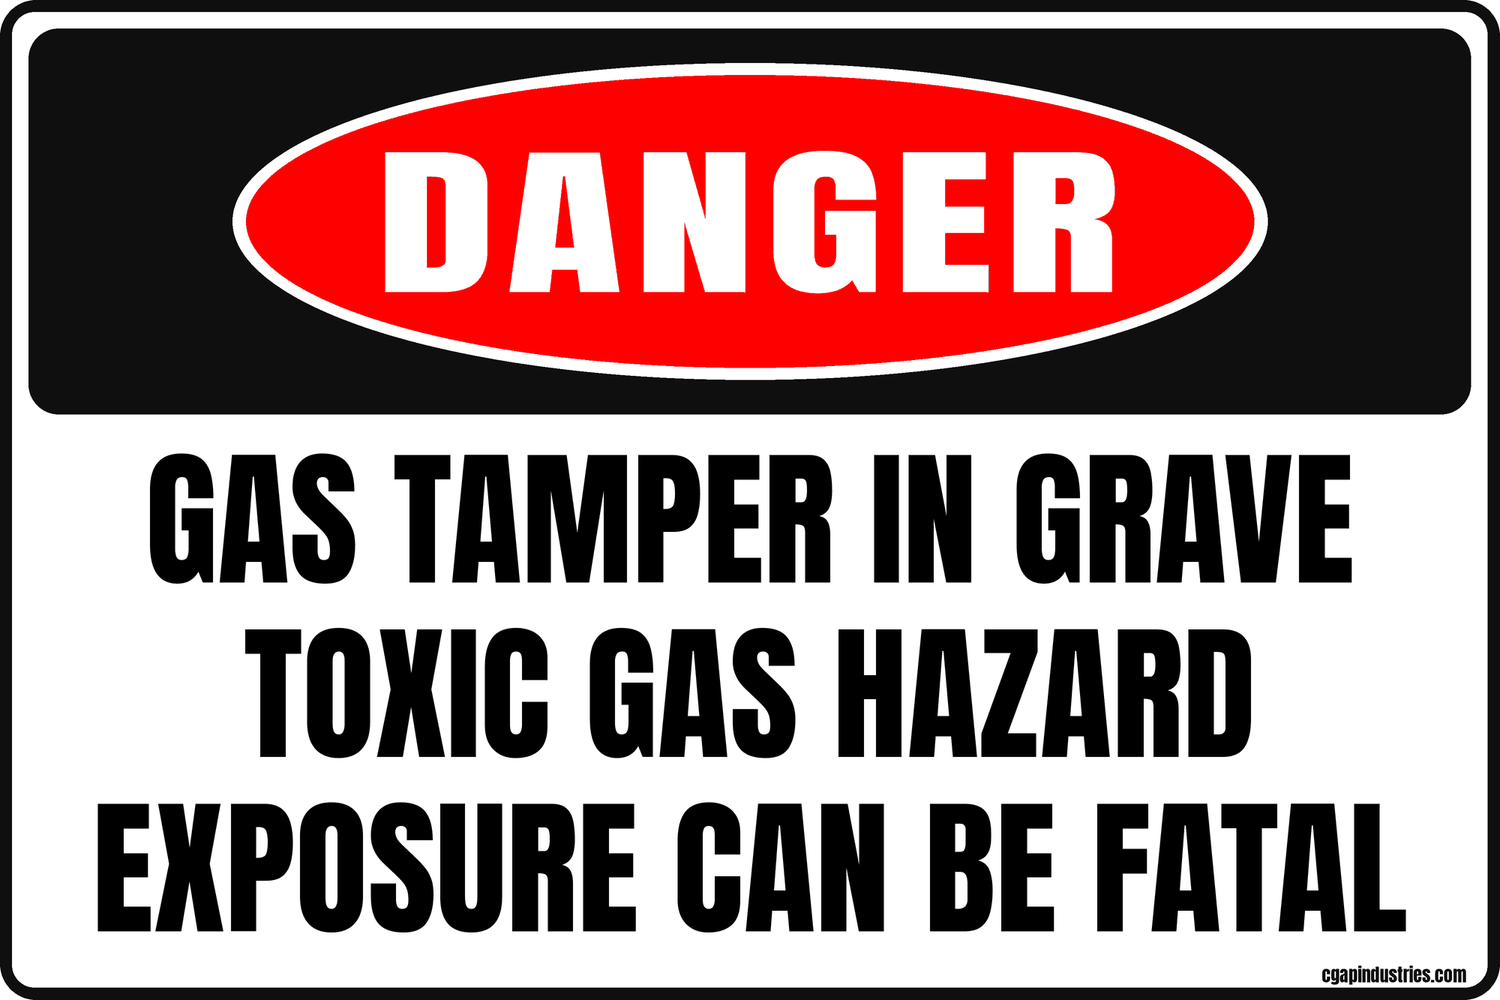 DANGER
GAS TAMPER IN GRAVE
TOXIC GAS HAZARD
EXPOSURE CAN BE FATAL
cgapindustries.com